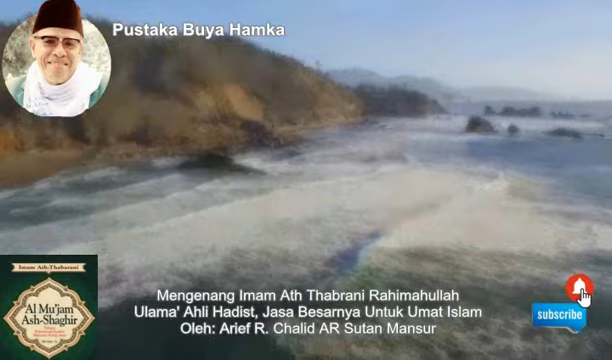 Pustaka Buya Hamka
Imam Ath-Thabarani
Al Mu'jam
Ash-Shaghir
Mengenang Imam Ath Thabrani Rahimahullah
Ulama' Ahli Hadist, Jasa Besarnya Untuk Umat Islam
Oleh: Arief R. Chalid AR Sutan Mansur
subscribe